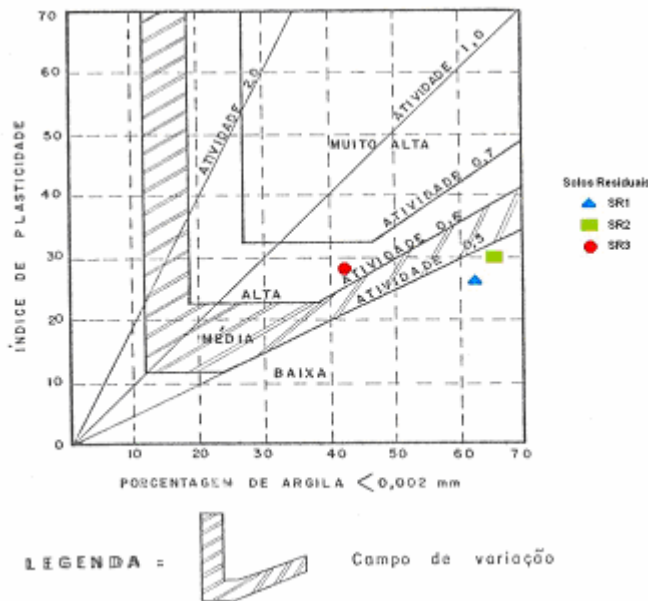 70
60
50
40
30
20
10
0
ÍNDICE DE PLASTICIDADE
ATIVIDADE 2,0
ATIVIDADE 1,0
MUITO ALTA
ATIVIDADE 0,7
ATIVIDADE 0,6
ATIVIDADE 0,5
ALTA
MÉDIA
BAIXA
10 20 30 40 50 60 70
PORCENTAGEM DE ARGILA <0,002 mm
Solos Residuais
SR1
SR2
SR3
LEGENDA =
Campo de variação